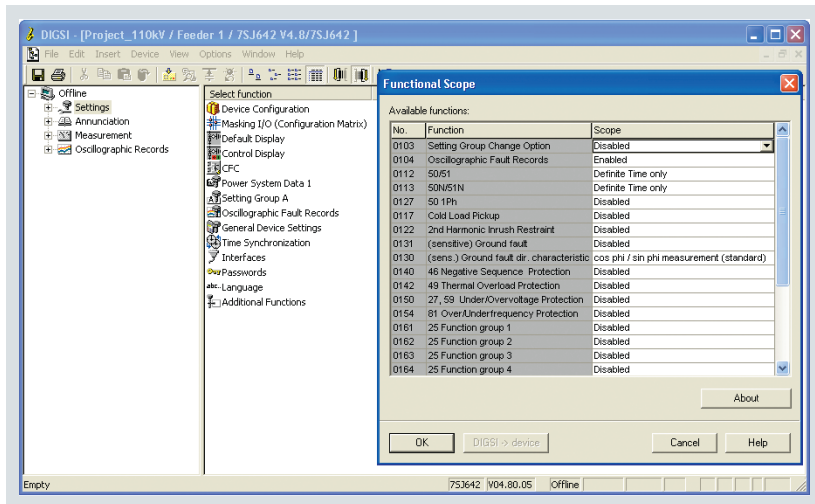 DIGSI - [Project_110kV / Feeder 1 / 7SJ642 V4.8/7SJ642 ]
File Edit Insert Device View Options Window Help
Offline
Settings
Annunciation
Measurement
Oscillographic Records
Select function
Device Configuration
Masking I/O (Configuration Matrix)
Default Display
Control Display
CFC
Power System Data 1
Setting Group A
Oscillographic Fault Records
General Device Settings
Time Synchronization
Interfaces
Passwords
Language
Additional Functions
Functional Scope
Available functions:
No. Function Scope
0103 Setting Group Change Option Disabled
0104 Oscillographic Fault Records Enabled
0112 50/51 Definite Time only
0113 50N/51N Definite Time only
0127 50 1Ph Disabled
0117 Cold Load Pickup Disabled
0122 2nd Harmonic Inrush Restraint Disabled
0131 (sensitive) Ground fault Disabled
0130 (sens.) Ground fault dir. characteristic cos phi / sin phi measurement (standard)
0140 46 Negative Sequence Protection Disabled
0142 49 Thermal Overload Protection Disabled
0150 27, 59 Under/Overvoltage Protection Disabled
0154 81 Over/Underfrequency Protection Disabled
0161 25 Function group 1 Disabled
0162 25 Function group 2 Disabled
0163 25 Function group 3 Disabled
0164 25 Function group 4 Disabled
About
OK DIGSI -> device Cancel Help
Empty 7SJ642 V04.80.05 Offline